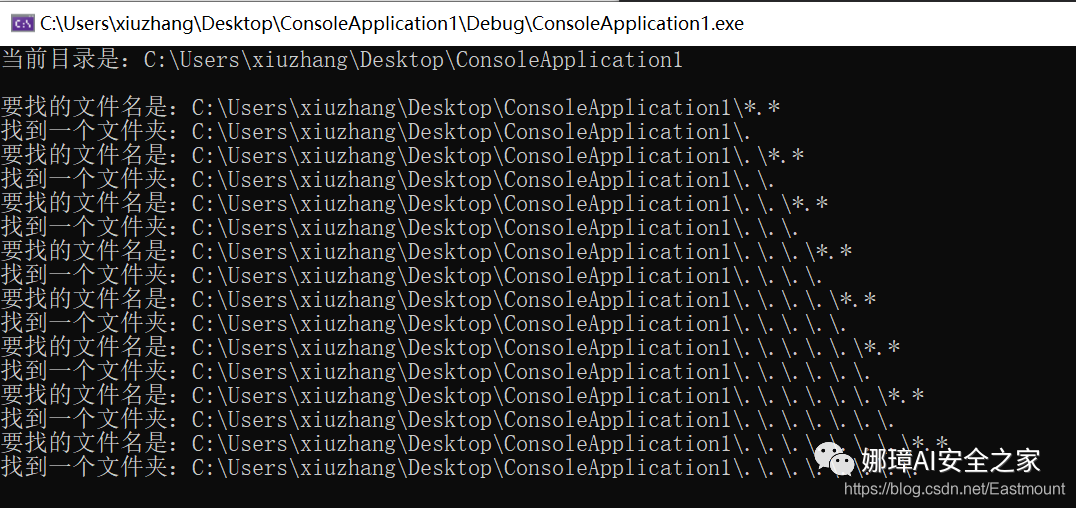 C:\Users\xiuzhang\Desktop\ConsoleApplication1\Debug\ConsoleApplication1.exe
当前目录是：C:\Users\xiuzhang\Desktop\ConsoleApplication1
要找的文件名是：C:\Users\xiuzhang\Desktop\ConsoleApplication1\*.*
找到一个文件夹：C:\Users\xiuzhang\Desktop\ConsoleApplication1\.
要找的文件名是：C:\Users\xiuzhang\Desktop\ConsoleApplication1\.\*.*
找到一个文件夹：C:\Users\xiuzhang\Desktop\ConsoleApplication1\.\.
要找的文件名是：C:\Users\xiuzhang\Desktop\ConsoleApplication1\.\.\*.*
找到一个文件夹：C:\Users\xiuzhang\Desktop\ConsoleApplication1\.\.\.
要找的文件名是：C:\Users\xiuzhang\Desktop\ConsoleApplication1\.\.\.\*.*
找到一个文件夹：C:\Users\xiuzhang\Desktop\ConsoleApplication1\.\.\.\.
要找的文件名是：C:\Users\xiuzhang\Desktop\ConsoleApplication1\.\.\.\.\*.*
找到一个文件夹：C:\Users\xiuzhang\Desktop\ConsoleApplication1\.\.\.\.\.
要找的文件名是：C:\Users\xiuzhang\Desktop\ConsoleApplication1\.\.\.\.\.\*.*
找到一个文件夹：C:\Users\xiuzhang\Desktop\ConsoleApplication1\.\.\.\.\.\.
要找的文件名是：C:\Users\xiuzhang\Desktop\ConsoleApplication1\.\.\.\.\.\.\*.*
找到一个文件夹：C:\Users\xiuzhang\Desktop\ConsoleApplication1\.\.\.\.\.\.\.
要找的文件名是：C:\Users\xiuzhang\Desktop\ConsoleApplication1\.\.\.\.\.\.\.\*.*
找到一个文件夹：C:\Users\xiuzhang\Desktop\ConsoleApplication1\.\.\.\.\.\.\.\.
娜璋AI安全之家
https://blog.csdn.net/Eastmount